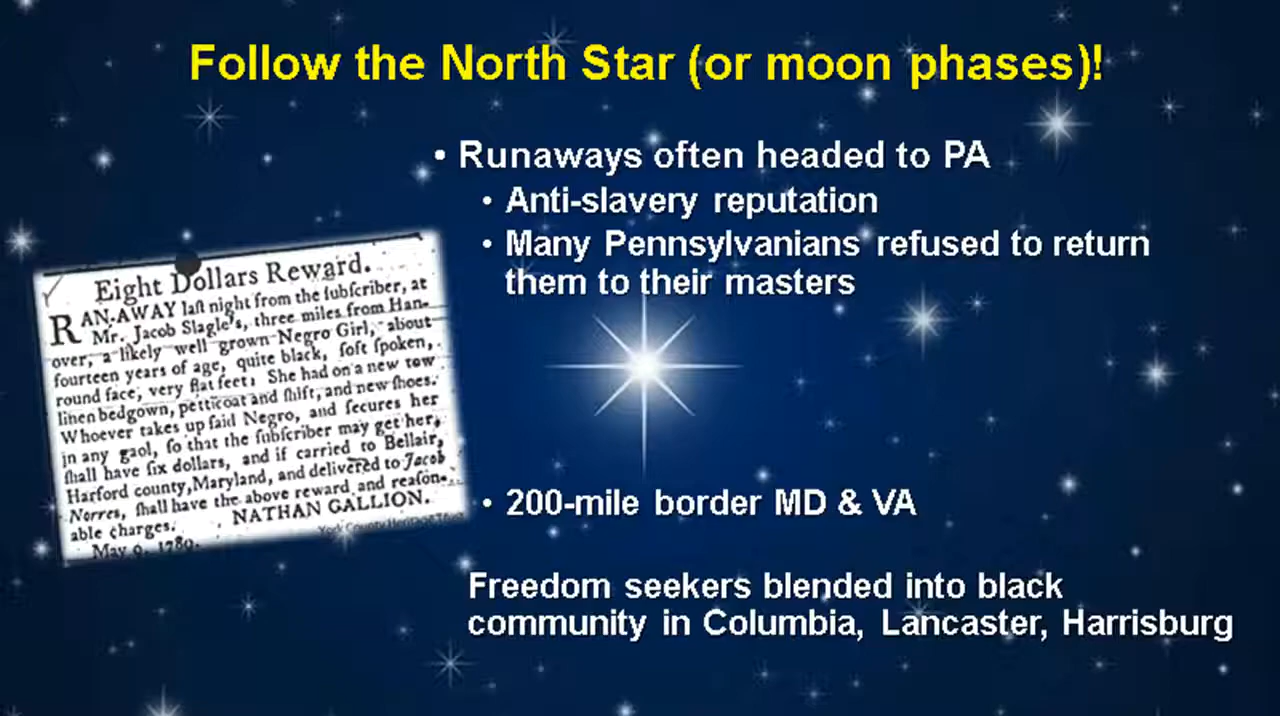 Follow the North Star (or moon phases)!
• Runaways often headed to PA
• Anti-slavery reputation
• Many Pennsylvanians refused to return
them to their masters
Eight Dollars Reward.
RAN-AWAY laſt night from the ſubſcriber, at
Mr. Jacob Slagle's, three miles from Han-
over, a likely well grown Negro Girl, about
fourteen years of age, quite black, ſoft ſpoken,
round face, very flat feet; She had on a new tow
linen bedgown, petticoat and ſhift, and new ſhoes.
Whoever takes up ſaid Negro, and ſecures her
in any gaol, ſo that the ſubſcriber may get her,
ſhall have ſix dollars, and if carried to Bellair,
Harford county, Maryland, and delivered to Jacob
Norres, ſhall have the above reward and reaſon-
able charges. NATHAN GALLION.
May 9, 1789.
York County Heritage
• 200-mile border MD & VA
Freedom seekers blended into black
community in Columbia, Lancaster, Harrisburg